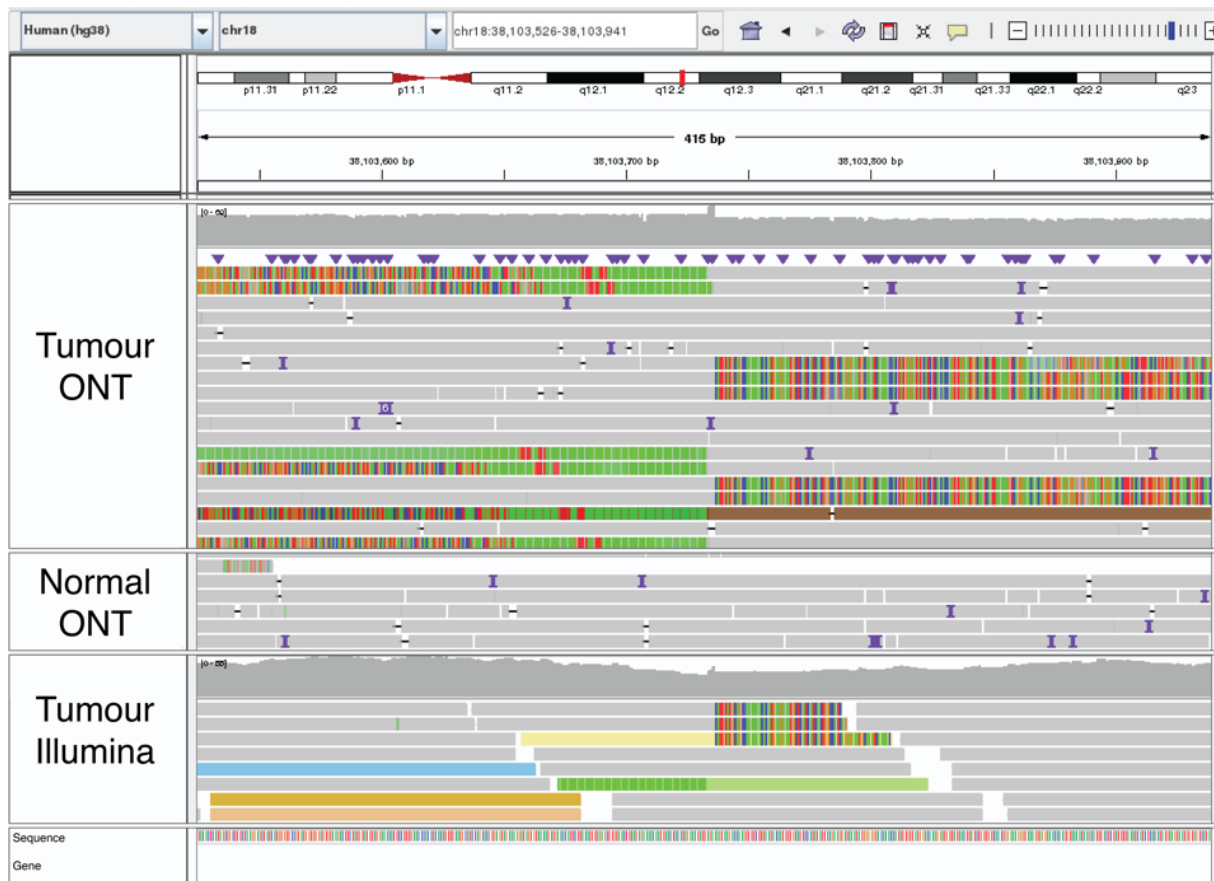 Human (hg38) chr18 chr18:38,103,526-38,103,941 Go
p11.31 p11.22 p11.1 q11.2 q12.1 q12.2 q12.3 q21.1 q21.2 q21.31 q21.33 q22.1 q22.2 q23
415 bp
38,103,600 bp 38,103,700 bp 38,103,800 bp 38,103,900 bp
Tumour
ONT
6
Normal
ONT
Tumour
Illumina
Sequence
Gene